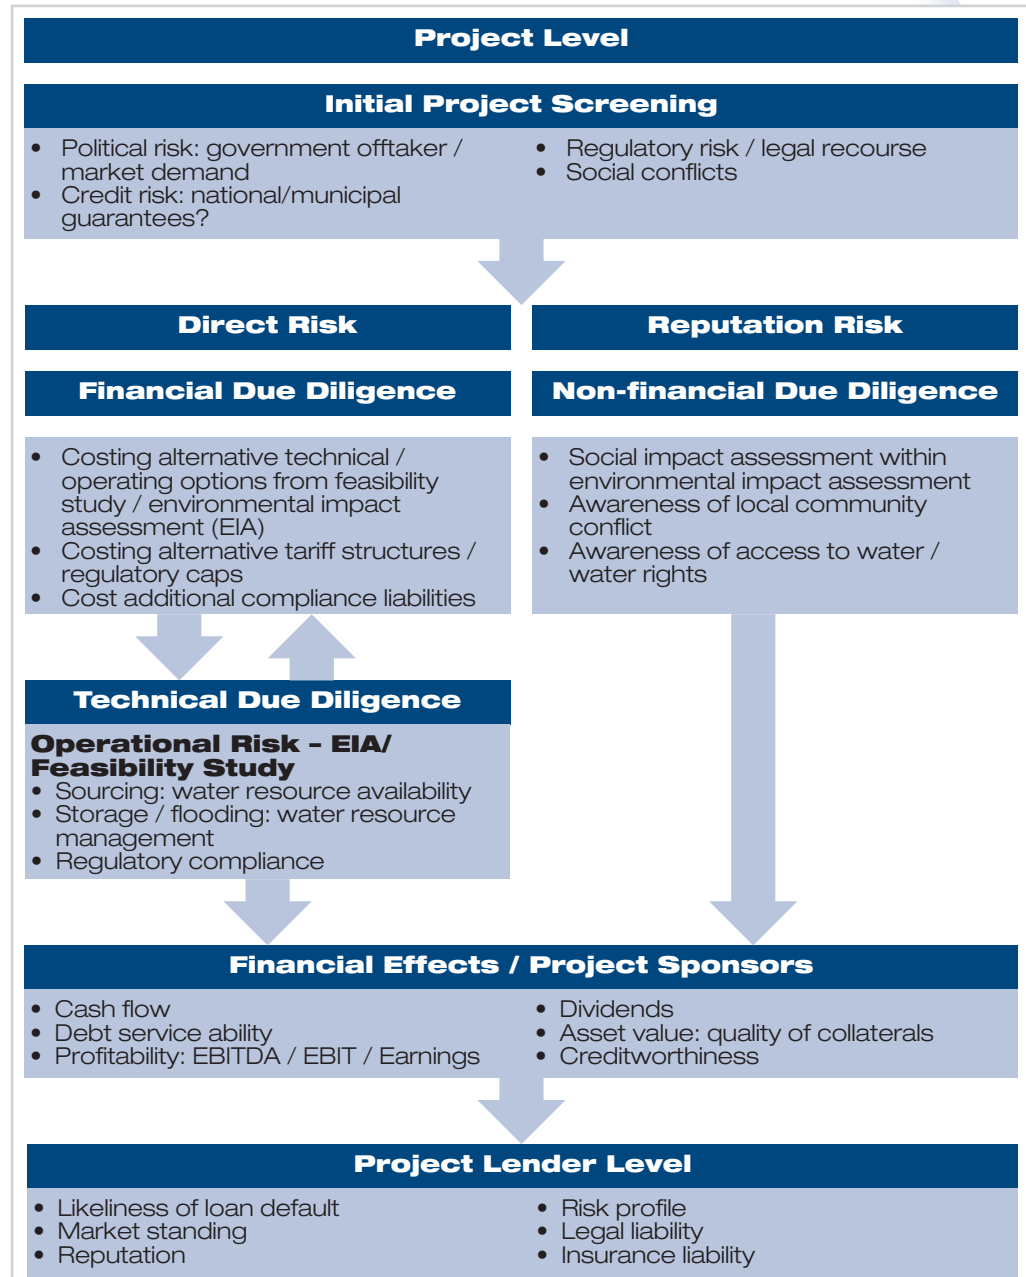 Project Level
Initial Project Screening
• Political risk: government offtaker /
market demand
• Credit risk: national/municipal
guarantees?
• Regulatory risk / legal recourse
• Social conflicts
Direct Risk
Financial Due Diligence
• Costing alternative technical /
operating options from feasibility
study / environmental impact
assessment (EIA)
• Costing alternative tariff structures /
regulatory caps
• Cost additional compliance liabilities
Technical Due Diligence
Operational Risk – EIA/
Feasibility Study
• Sourcing: water resource availability
• Storage / flooding: water resource
management
• Regulatory compliance
Reputation Risk
Non-financial Due Diligence
• Social impact assessment within
environmental impact assessment
• Awareness of local community
conflict
• Awareness of access to water /
water rights
Financial Effects / Project Sponsors
• Cash flow
• Debt service ability
• Profitability: EBITDA / EBIT / Earnings
• Dividends
• Asset value: quality of collaterals
• Creditworthiness
Project Lender Level
• Likeliness of loan default
• Market standing
• Reputation
• Risk profile
• Legal liability
• Insurance liability